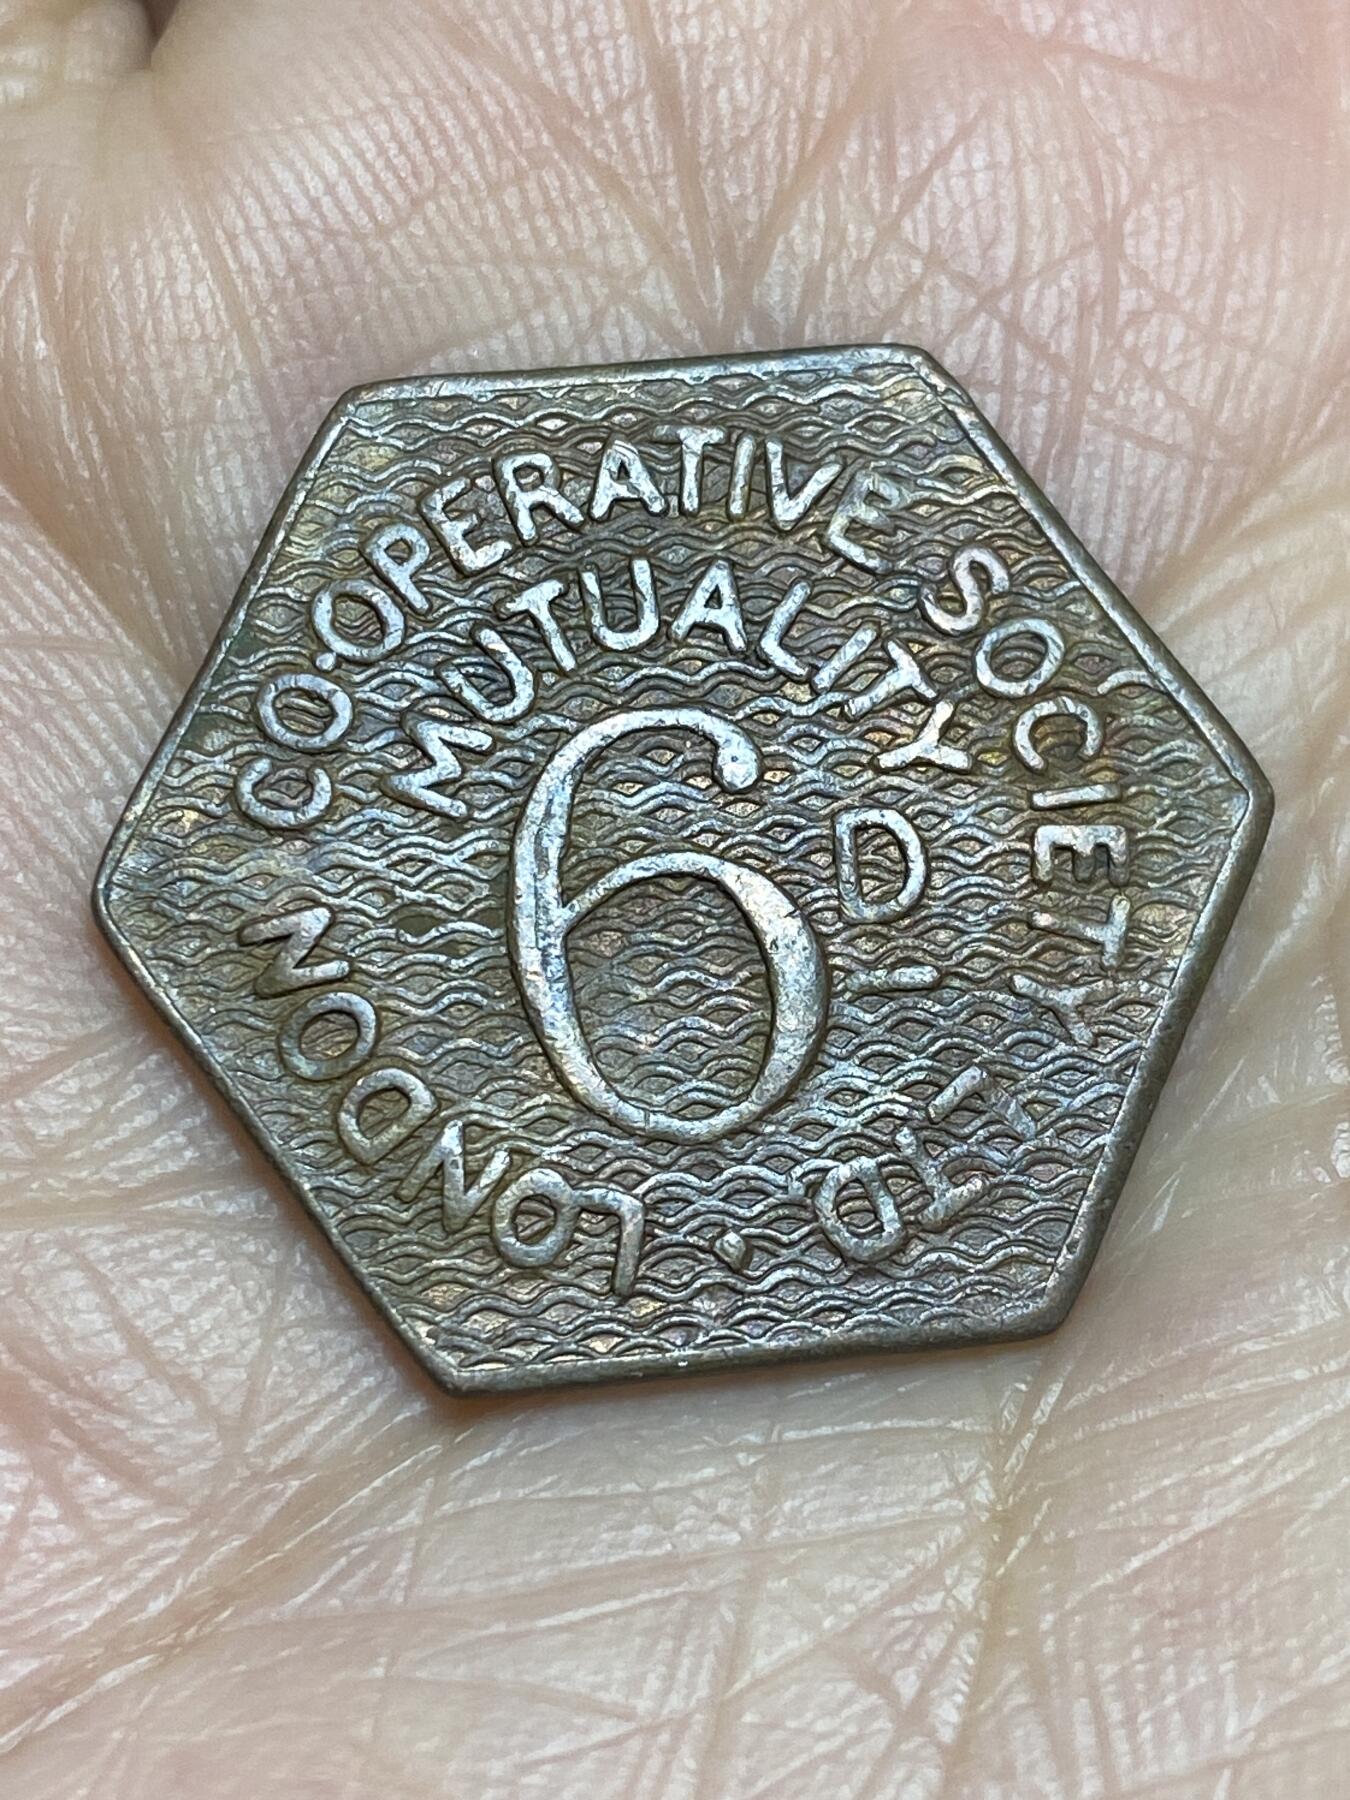 CO.OPERATIVE SOCIETY LTD. LONDON
MUTUALITY
6D